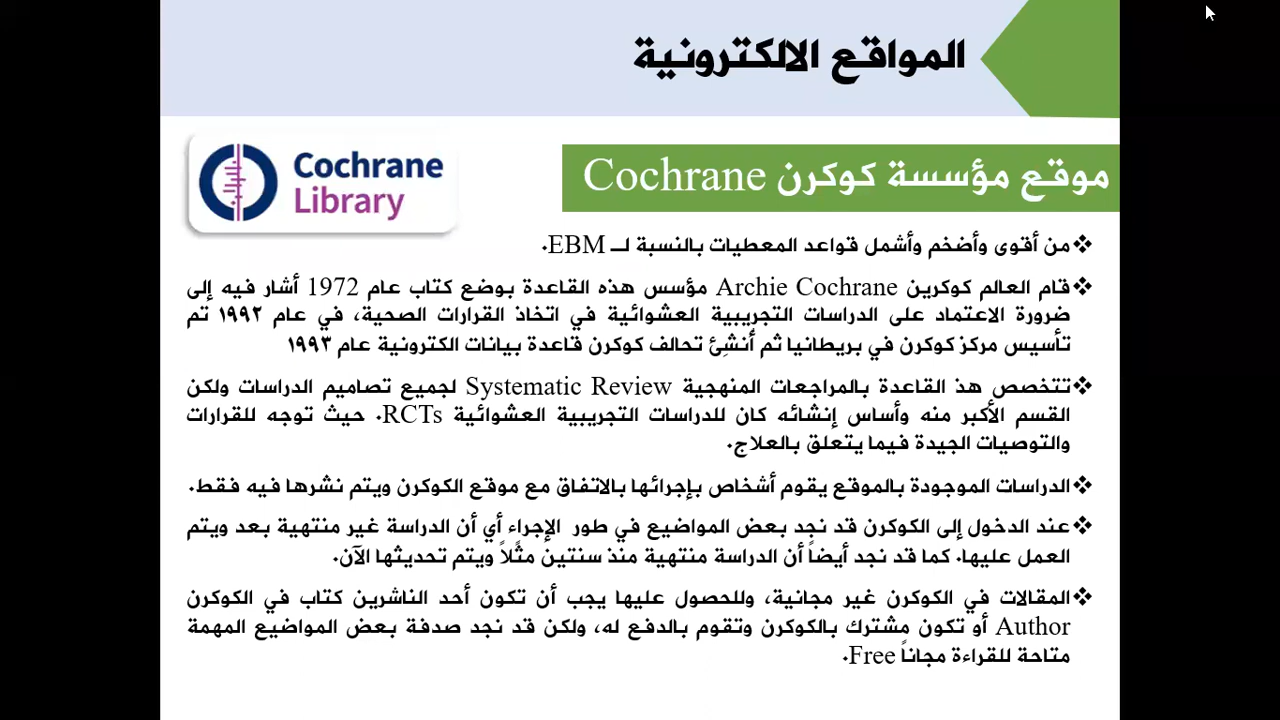 المواقع الالكترونية
Cochrane
Library
موقع مؤسسة كوكرن Cochrane
❖من أقوى وأضخم وأشمل قواعد المعطيات بالنسبة لـ EBM.
❖قام العالم كوكرين Archie Cochrane مؤسس هذه القاعدة بوضع كتاب عام 1972 أشار فيه إلى
ضرورة الاعتماد على الدراسات التجريبية العشوائية في اتخاذ القرارات الصحية، في عام ١٩٩٢ تم
تأسيس مركز كوكرن في بريطانيا ثم أُنشِئ تحالف كوكرن قاعدة بيانات الكترونية عام ١٩٩٣
❖تتخصص هذ القاعدة بالمراجعات المنهجية Systematic Review لجميع تصاميم الدراسات ولكن
القسم الأكبر منه وأساس إنشائه كان للدراسات التجريبية العشوائية RCTs. حيث توجه للقرارات
والتوصيات الجيدة فيما يتعلق بالعلاج.
❖الدراسات الموجودة بالموقع يقوم أشخاص بإجرائها بالاتفاق مع موقع الكوكرن ويتم نشرها فيه فقط.
❖عند الدخول إلى الكوكرن قد نجد بعض المواضيع في طور الإجراء أي أن الدراسة غير منتهية بعد ويتم
العمل عليها. كما قد نجد أيضاً أن الدراسة منتهية منذ سنتين مثلاً ويتم تحديثها الآن.
❖المقالات في الكوكرن غير مجانية، وللحصول عليها يجب أن تكون أحد الناشرين كتاب في الكوكرن
Author أو تكون مشترك بالكوكرن وتقوم بالدفع له، ولكن قد نجد صدفة بعض المواضيع المهمة
متاحة للقراءة مجاناً Free.